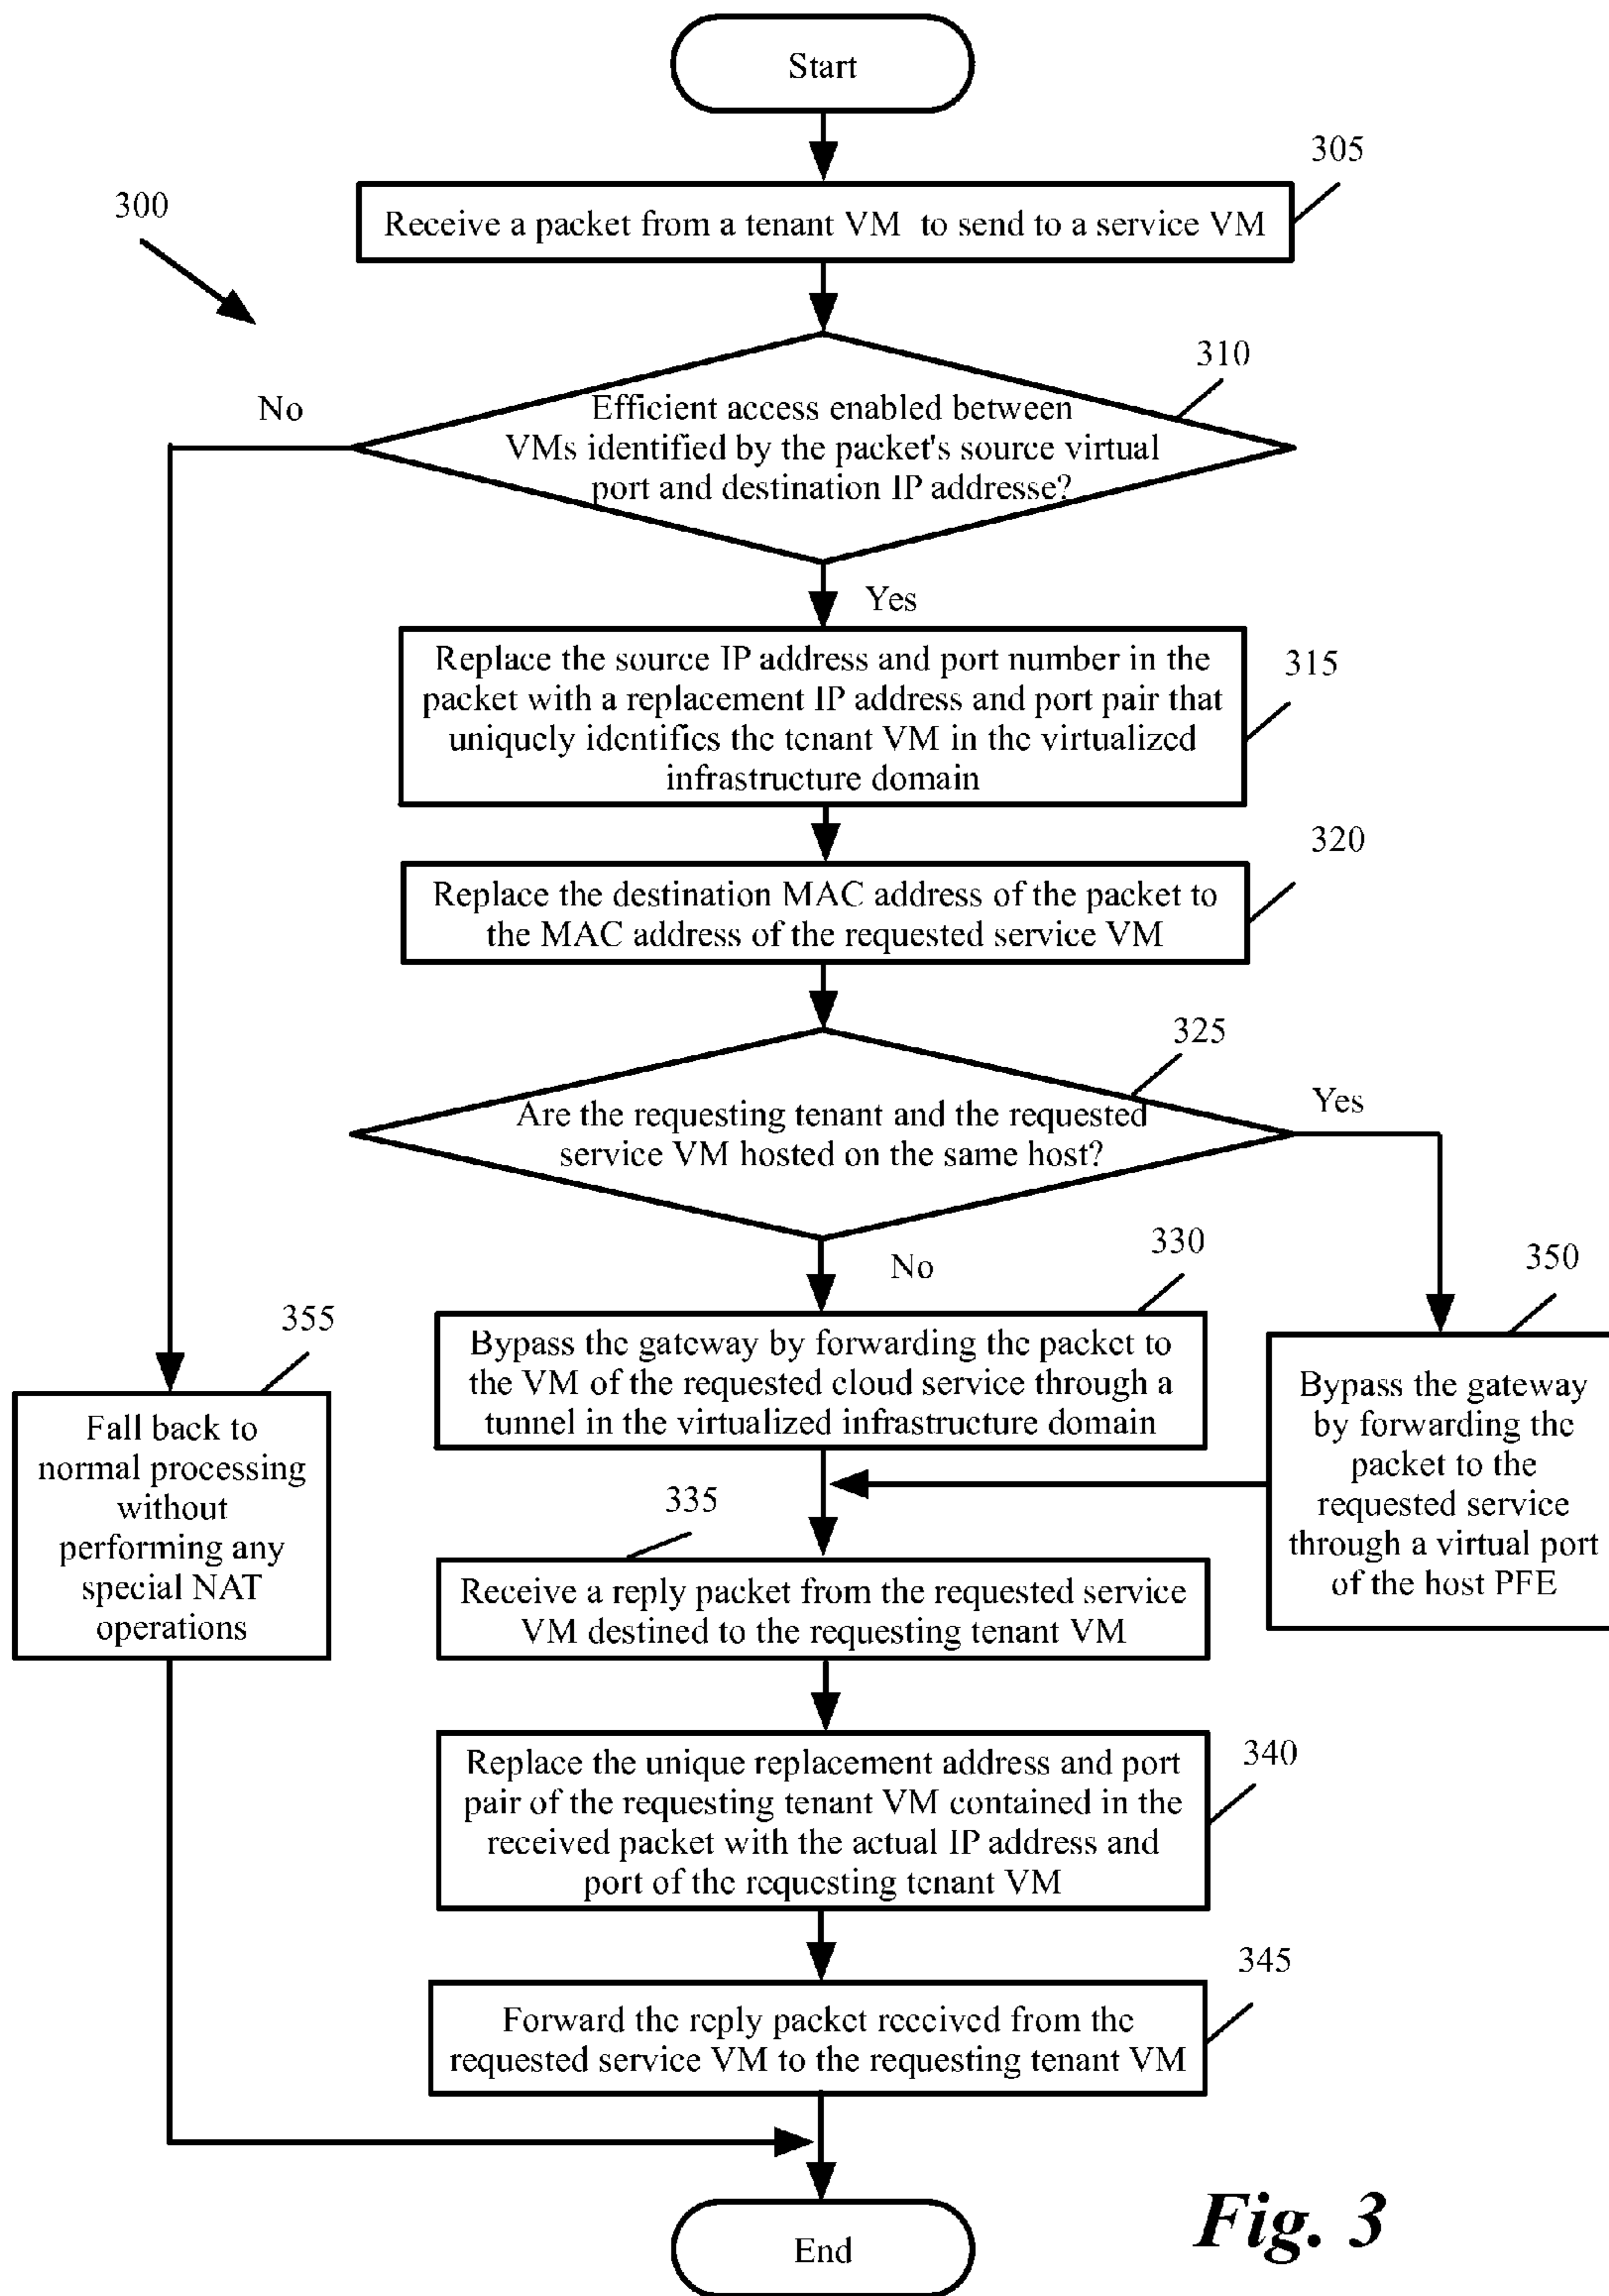 Start
305
300
Receive a packet from a tenant VM to send to a service VM
310
No
Efficient access enabled between
VMs identified by the packet's source virtual
port and destination IP addresse?
Yes
Replace the source IP address and port number in the
packet with a replacement IP address and port pair that
uniquely identifies the tenant VM in the virtualized
infrastructure domain
315
320
Replace the destination MAC address of the packet to
the MAC address of the requested service VM
325
Are the requesting tenant and the requested
service VM hosted on the same host?
Yes
No
330
350
355
Bypass the gateway by forwarding the packet to
the VM of the requested cloud service through a
tunnel in the virtualized infrastructure domain
Bypass the gateway
by forwarding the
packet to the
requested service
through a virtual port
of the host PFE
Fall back to
normal processing
without
performing any
special NAT
operations
335
Receive a reply packet from the requested service
VM destined to the requesting tenant VM
340
Replace the unique replacement address and port
pair of the requesting tenant VM contained in the
received packet with the actual IP address and
port of the requesting tenant VM
345
Forward the reply packet received from the
requested service VM to the requesting tenant VM
End
Fig. 3